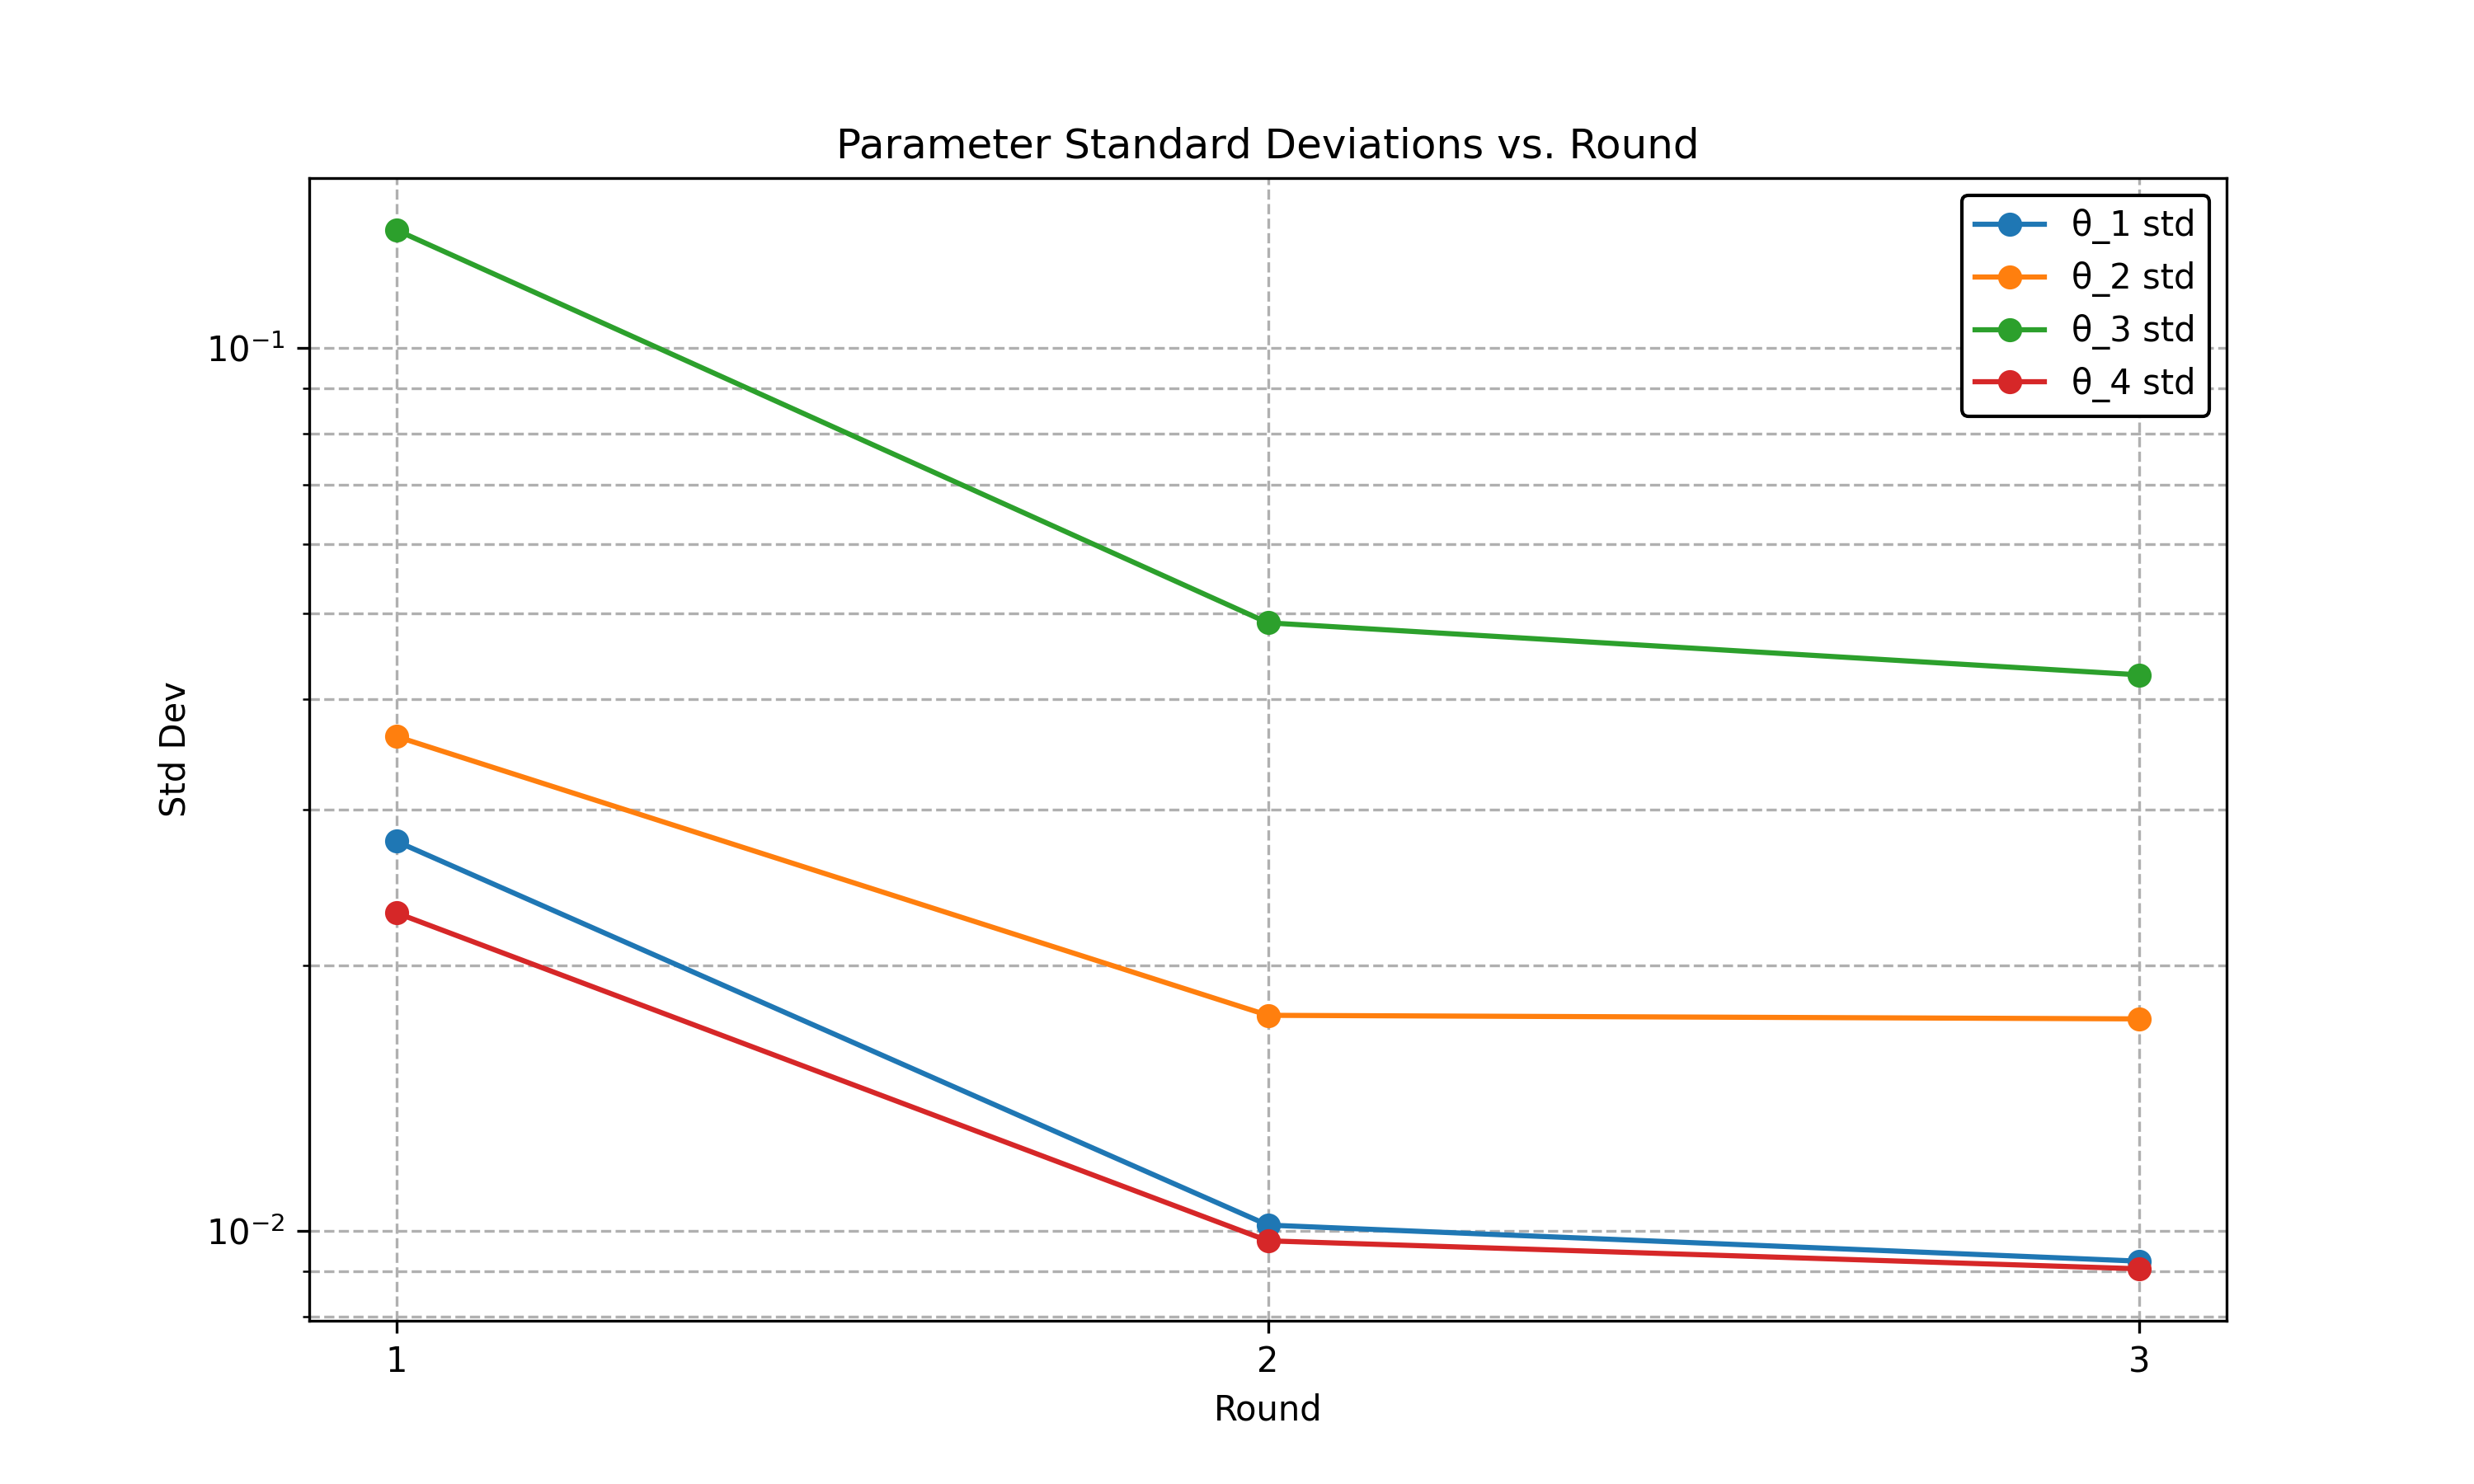 Parameter Standard Deviations vs. Round
θ_1 std
θ_2 std
θ_3 std
θ_4 std
10⁻¹
10⁻²
Std Dev
1 2 3
Round